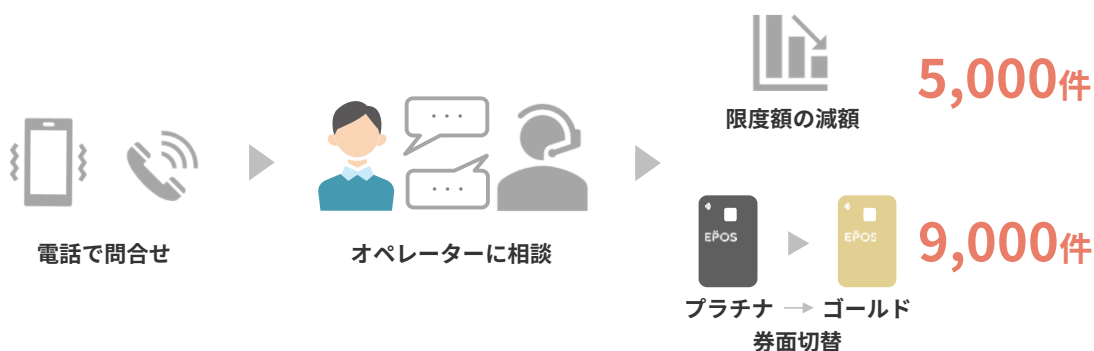 電話で問合せ
オペレーターに相談
限度額の減額
5,000件
EPOS
EPOS
プラチナ → ゴールド
券面切替
9,000件